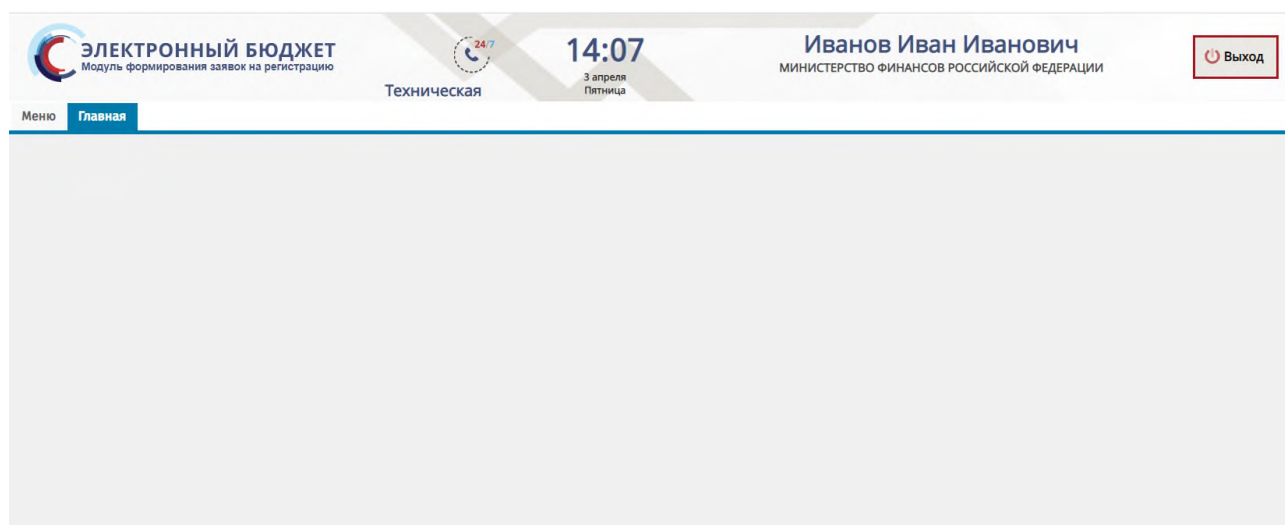 ЭЛЕКТРОННЫЙ БЮДЖЕТ
Модуль формирования заявок на регистрацию
24/7
Техническая
14:07
3 апреля
Пятница
Иванов Иван Иванович
МИНИСТЕРСТВО ФИНАНСОВ РОССИЙСКОЙ ФЕДЕРАЦИИ
Выход
Меню Главная